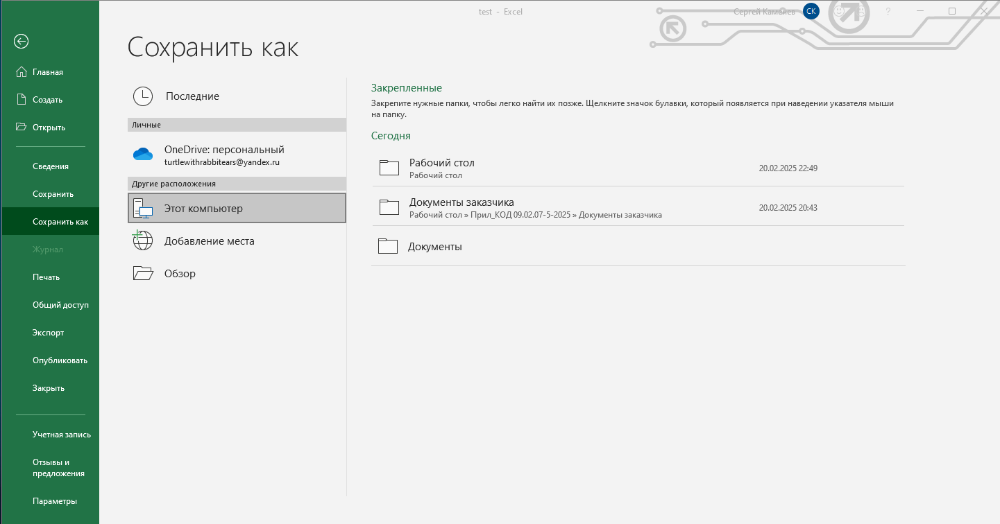 test - Excel
Сергей Каменев
СК
?
Главная
Создать
Открыть
Сведения
Сохранить
Сохранить как
Журнал
Печать
Общий доступ
Экспорт
Опубликовать
Закрыть
Учетная запись
Отзывы и
предложения
Параметры
Сохранить как
Последние
Личные
OneDrive: персональный
turtlewithrabbitears@yandex.ru
Другие расположения
Этот компьютер
Добавление места
Обзор
Закрепленные
Закрепите нужные папки, чтобы легко найти их позже. Щелкните значок булавки, который появляется при наведении указателя мыши
на папку.
Сегодня
Рабочий стол
Рабочий стол
20.02.2025 22:49
Документы заказчика
Рабочий стол » Прил_КОД 09.02.07-5-2025 » Документы заказчика
20.02.2025 20:43
Документы